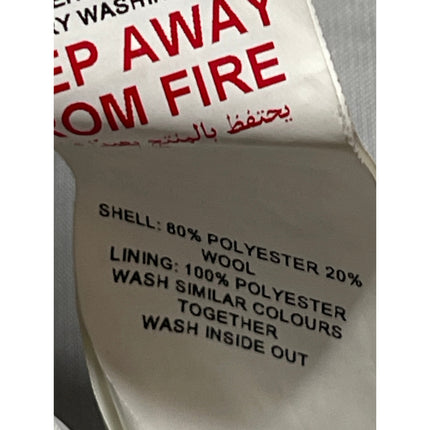 WASHIN
EP AWAY
ROM FIRE
يحتفظ بالمنتج
SHELL: 80% POLYESTER 20%
WOOL
LINING: 100% POLYESTER
WASH SIMILAR COLOURS
TOGETHER
WASH INSIDE OUT